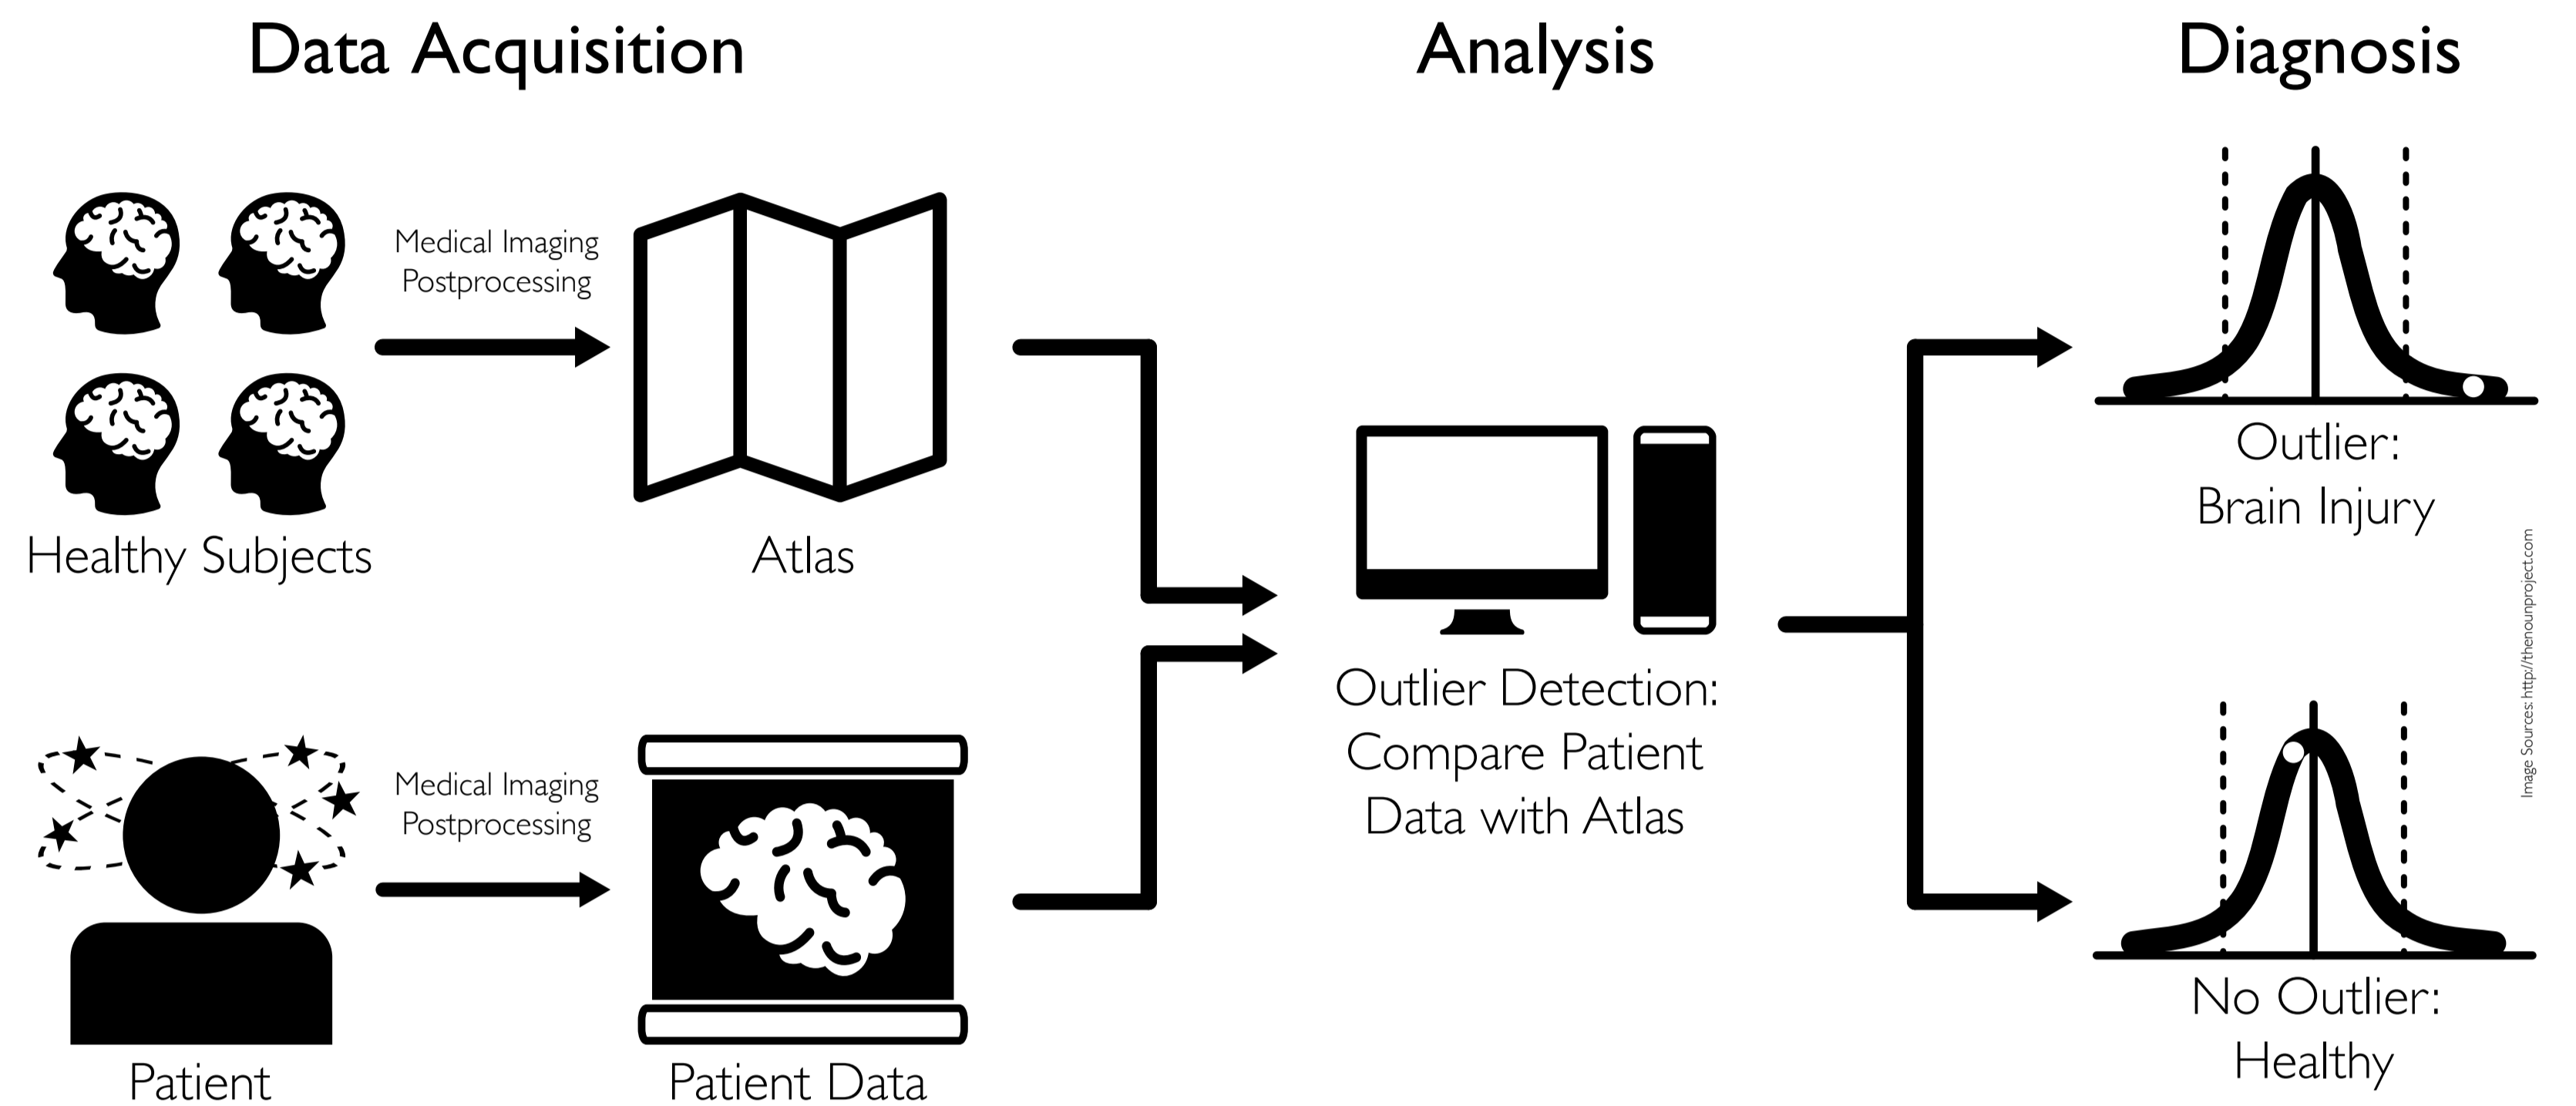 Data Acquisition
Analysis
Diagnosis
Medical Imaging
Postprocessing
Healthy Subjects
Atlas
Medical Imaging
Postprocessing
Patient
Patient Data
Outlier Detection:
Compare Patient
Data with Atlas
Outlier:
Brain Injury
No Outlier:
Healthy
Image Sources: http://thenounproject.com